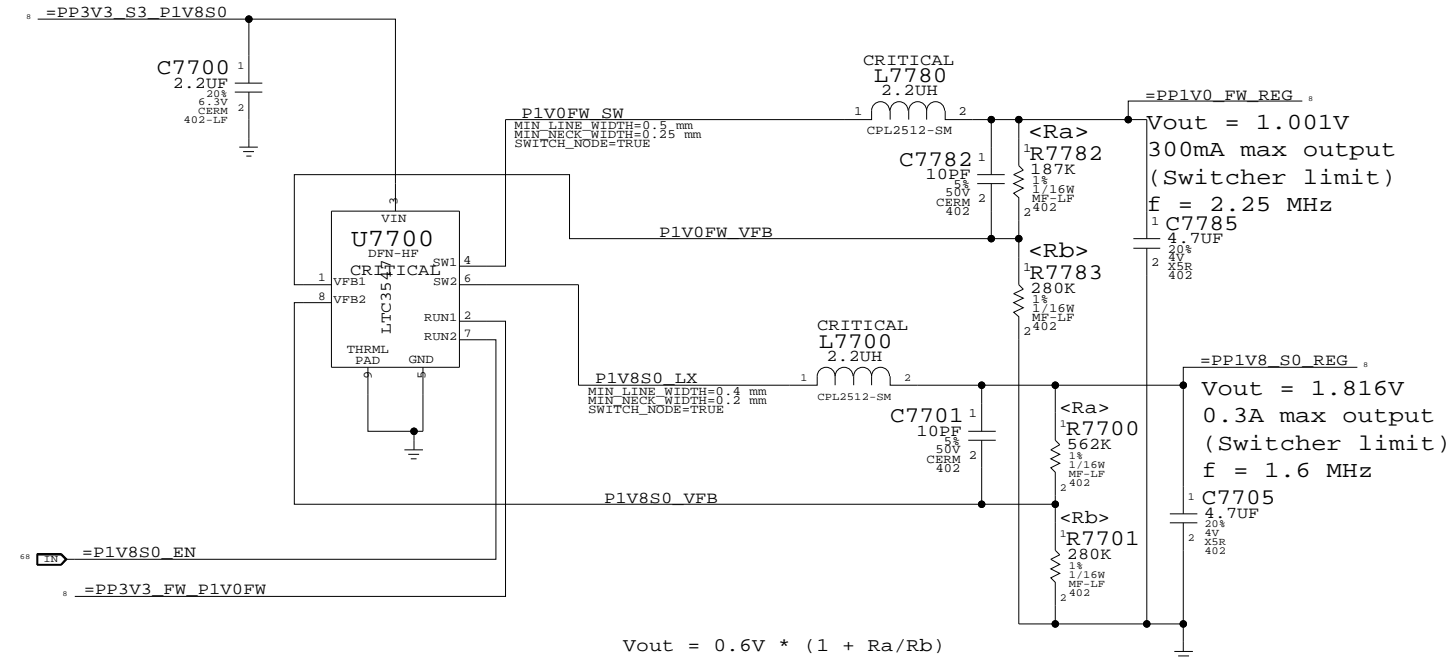 8 =PP3V3_S3_P1V8S0
C7700 1
2.2UF
20%
6.3V
CERM 2
402-LF
P1V0FW_SW
MIN_LINE_WIDTH=0.5 mm
MIN_NECK_WIDTH=0.25 mm
SWITCH_NODE=TRUE
CRITICAL
L7780
2.2UH
1 2
CPL2512-SM
=PP1V0_FW_REG 8
Vout = 1.001V
300mA max output
(Switcher limit)
f = 2.25 MHz
C7782 1
10PF
5%
50V
CERM 2
402
<Ra>
1 R7782
187K
1%
1/16W
MF-LF
2 402
1 C7785
4.7UF
20%
4V
2 X5R
402
P1V0FW_VFB
<Rb>
1 R7783
280K
1%
1/16W
MF-LF
2 402
3
VIN
U7700
DFN-HF
CRITICAL
LTC3547
SW1 4
SW2 6
1 VFB1
8 VFB2
RUN1 2
RUN2 7
THRML
PAD
GND
9 5
CRITICAL
L7700
2.2UH
1 2
CPL2512-SM
P1V8S0_LX
MIN_LINE_WIDTH=0.4 mm
MIN_NECK_WIDTH=0.2 mm
SWITCH_NODE=TRUE
=PP1V8_S0_REG 8
Vout = 1.816V
0.3A max output
(Switcher limit)
f = 1.6 MHz
C7701 1
10PF
5%
50V
CERM 2
402
<Ra>
1 R7700
562K
1%
1/16W
MF-LF
2 402
P1V8S0_VFB
1 C7705
4.7UF
20%
4V
2 X5R
402
<Rb>
1 R7701
280K
1%
1/16W
MF-LF
2 402
68 IN =P1V8S0_EN
8 =PP3V3_FW_P1V0FW
Vout = 0.6V * (1 + Ra/Rb)